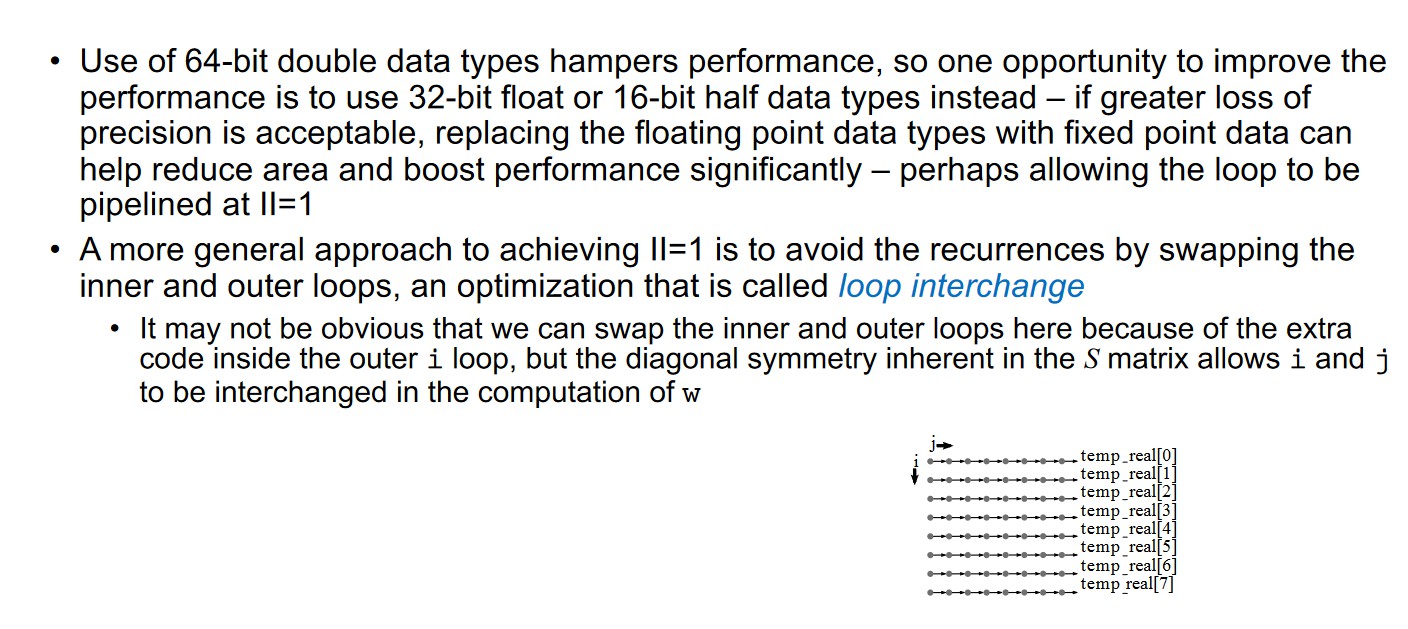 • Use of 64-bit double data types hampers performance, so one opportunity to improve the
performance is to use 32-bit float or 16-bit half data types instead – if greater loss of
precision is acceptable, replacing the floating point data types with fixed point data can
help reduce area and boost performance significantly – perhaps allowing the loop to be
pipelined at II=1
• A more general approach to achieving II=1 is to avoid the recurrences by swapping the
inner and outer loops, an optimization that is called loop interchange
• It may not be obvious that we can swap the inner and outer loops here because of the extra
code inside the outer i loop, but the diagonal symmetry inherent in the S matrix allows i and j
to be interchanged in the computation of w
j
i
temp_real[0]
temp_real[1]
temp_real[2]
temp_real[3]
temp_real[4]
temp_real[5]
temp_real[6]
temp_real[7]